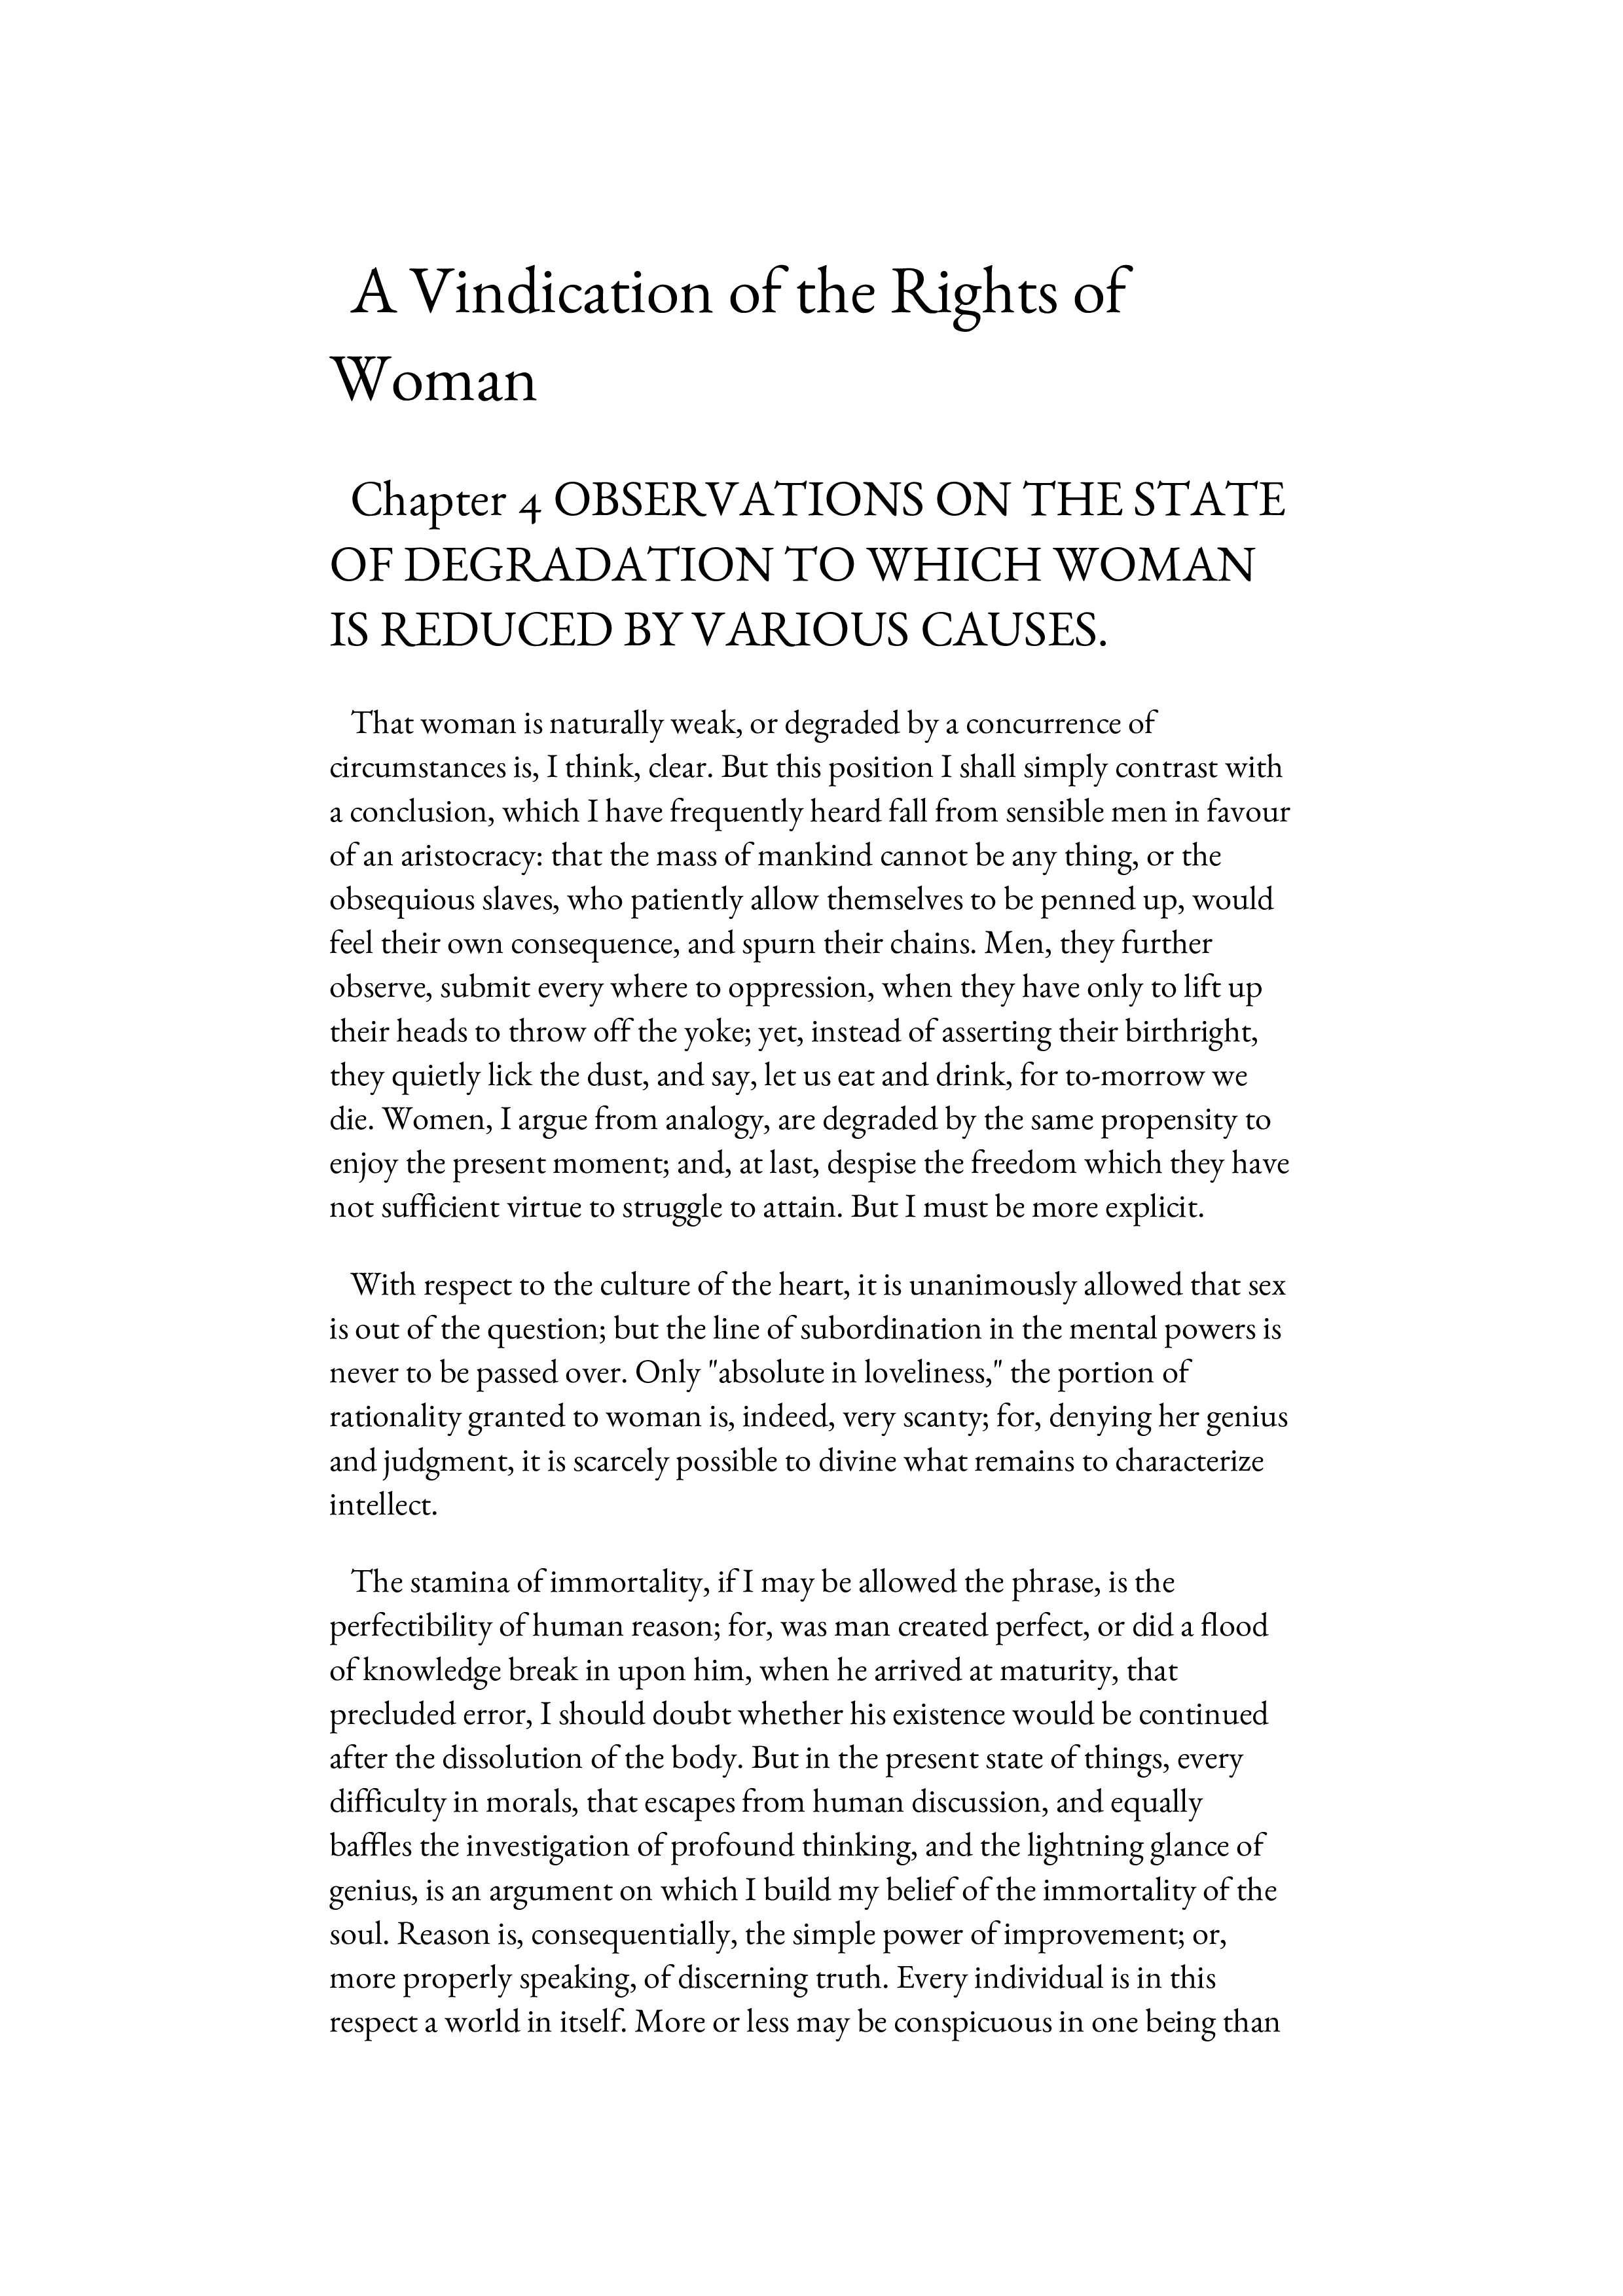 A Vindication of the Rights of
Woman
Chapter 4 OBSERVATIONS ON THE STATE
OF DEGRADATION TO WHICH WOMAN
IS REDUCED BY VARIOUS CAUSES.
That woman is naturally weak, or degraded by a concurrence of
circumstances is, I think, clear. But this position I shall simply contrast with
a conclusion, which I have frequently heard fall from sensible men in favour
of an aristocracy: that the mass of mankind cannot be any thing, or the
obsequious slaves, who patiently allow themselves to be penned up, would
feel their own consequence, and spurn their chains. Men, they further
observe, submit every where to oppression, when they have only to lift up
their heads to throw off the yoke; yet, instead of asserting their birthright,
they quietly lick the dust, and say, let us eat and drink, for to-morrow we
die. Women, I argue from analogy, are degraded by the same propensity to
enjoy the present moment; and, at last, despise the freedom which they have
not sufficient virtue to struggle to attain. But I must be more explicit.
With respect to the culture of the heart, it is unanimously allowed that sex
is out of the question; but the line of subordination in the mental powers is
never to be passed over. Only "absolute in loveliness," the portion of
rationality granted to woman is, indeed, very scanty; for, denying her genius
and judgment, it is scarcely possible to divine what remains to characterize
intellect.
The stamina of immortality, if I may be allowed the phrase, is the
perfectibility of human reason; for, was man created perfect, or did a flood
of knowledge break in upon him, when he arrived at maturity, that
precluded error, I should doubt whether his existence would be continued
after the dissolution of the body. But in the present state of things, every
difficulty in morals, that escapes from human discussion, and equally
baffles the investigation of profound thinking, and the lightning glance of
genius, is an argument on which I build my belief of the immortality of the
soul. Reason is, consequentially, the simple power of improvement; or,
more properly speaking, of discerning truth. Every individual is in this
respect a world in itself. More or less may be conspicuous in one being than